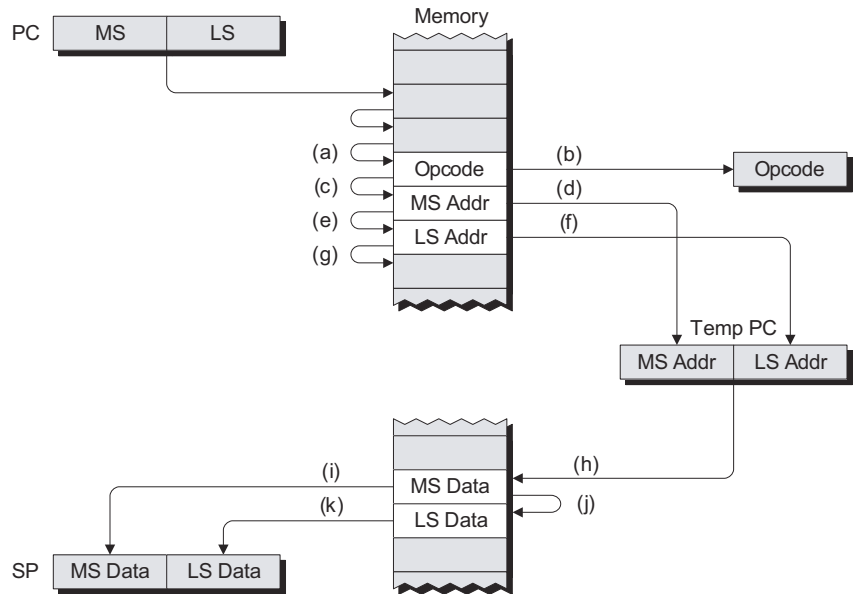 Memory
PC MS LS
(a) Opcode (b) Opcode
(c) MS Addr (d)
(e) LS Addr (f)
(g)
Temp PC
MS Addr LS Addr
(h)
(i) MS Data (j)
(k) LS Data
SP MS Data LS Data